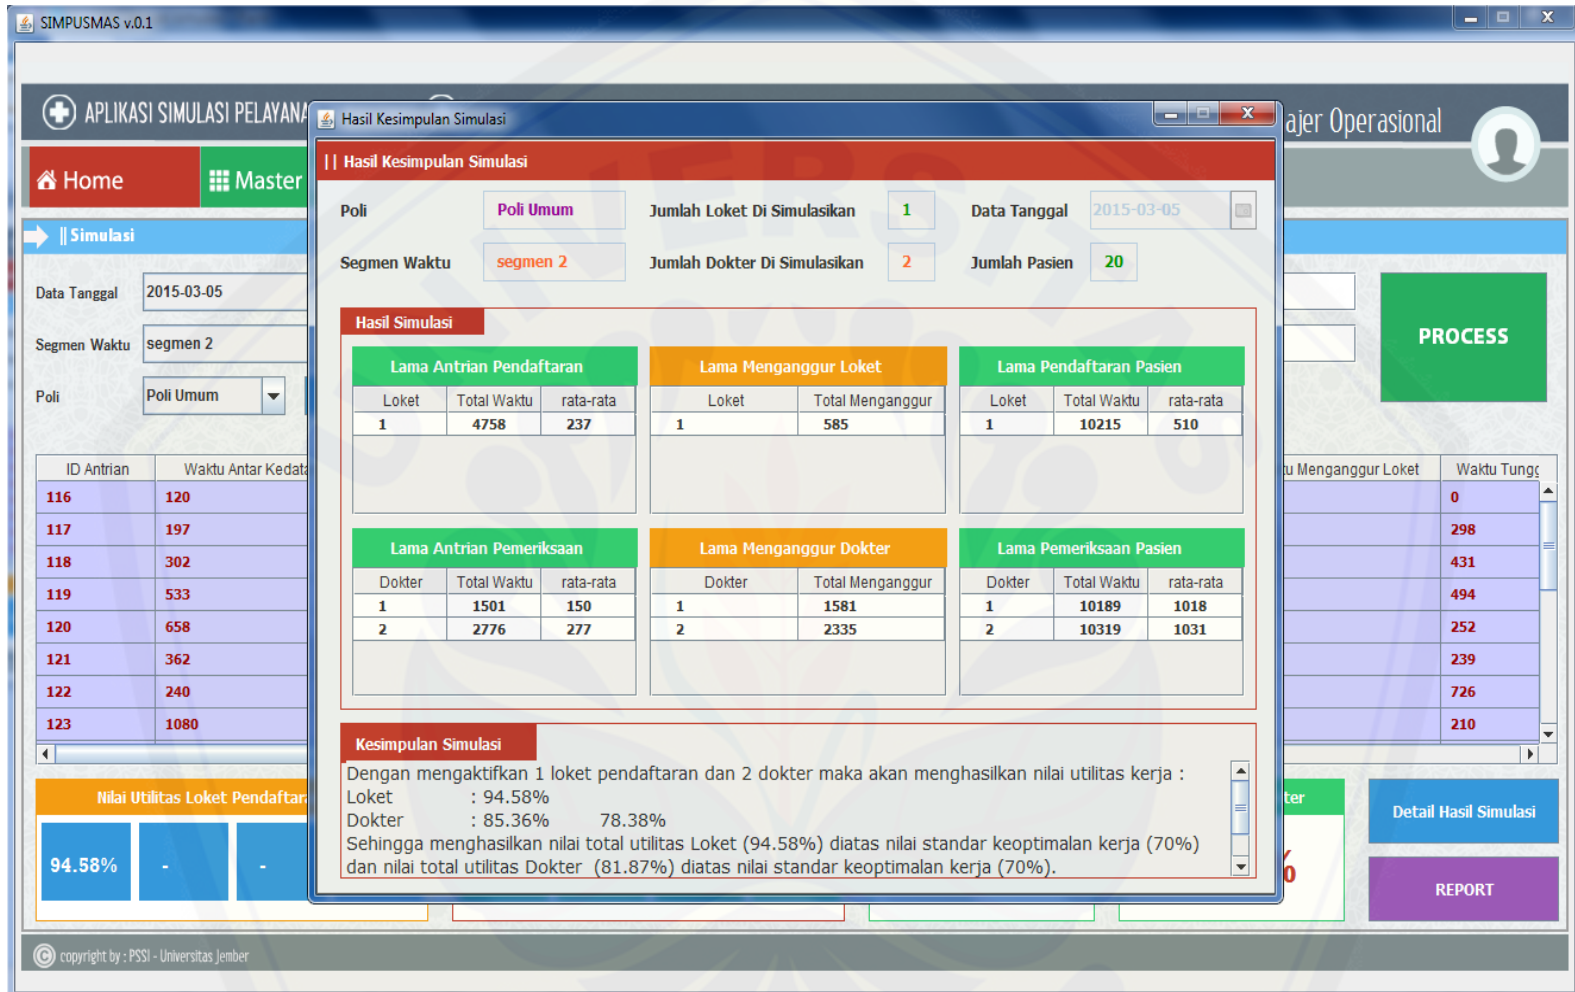 SIMPUSMAS v.0.1
APLIKASI SIMULASI PELAYANA
ajer Operasional
Home
Master
|| Simulasi
Data Tanggal 2015-03-05
Segmen Waktu segmen 2
Poli Poli Umum
PROCESS
ID Antrian Waktu Antar Kedata
116 120
117 197
118 302
119 533
120 658
121 362
122 240
123 1080
tu Menganggur Loket Waktu Tungg
0
298
431
494
252
239
726
210
Nilai Utilitas Loket Pendaftar
94.58% - -
ter
%
Detail Hasil Simulasi
REPORT
copyright by : PSSI - Universitas Jember
Hasil Kesimpulan Simulasi
|| Hasil Kesimpulan Simulasi
Poli Poli Umum Jumlah Loket Di Simulasikan 1 Data Tanggal 2015-03-05
Segmen Waktu segmen 2 Jumlah Dokter Di Simulasikan 2 Jumlah Pasien 20
Hasil Simulasi
Lama Antrian Pendaftaran
Loket Total Waktu rata-rata
1 4758 237
Lama Menganggur Loket
Loket Total Menganggur
1 585
Lama Pendaftaran Pasien
Loket Total Waktu rata-rata
1 10215 510
Lama Antrian Pemeriksaan
Dokter Total Waktu rata-rata
1 1501 150
2 2776 277
Lama Menganggur Dokter
Dokter Total Menganggur
1 1581
2 2335
Lama Pemeriksaan Pasien
Dokter Total Waktu rata-rata
1 10189 1018
2 10319 1031
Kesimpulan Simulasi
Dengan mengaktifkan 1 loket pendaftaran dan 2 dokter maka akan menghasilkan nilai utilitas kerja :
Loket : 94.58%
Dokter : 85.36% 78.38%
Sehingga menghasilkan nilai total utilitas Loket (94.58%) diatas nilai standar keoptimalan kerja (70%)
dan nilai total utilitas Dokter (81.87%) diatas nilai standar keoptimalan kerja (70%).